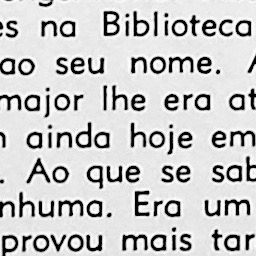 es na Biblioteca
ao seu nome. A
major lhe era at
ainda hoje em
. Ao que se sab
nhuma. Era um
provou mais tar